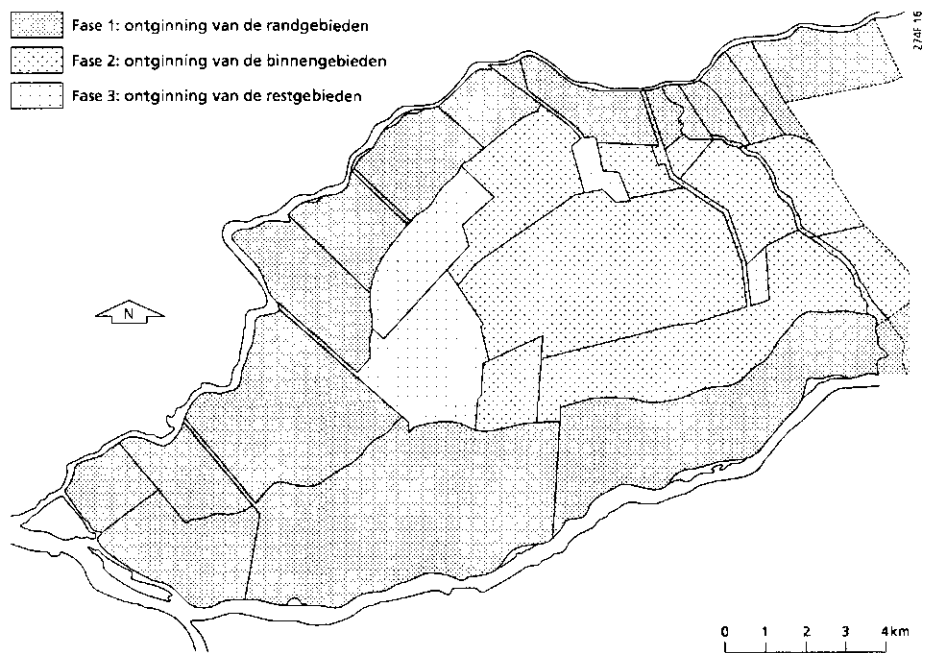 Fase 1: ontginning van de randgebieden
Fase 2: ontginning van de binnengebieden
Fase 3: ontginning van de restgebieden
274F 16
N
0 1 2 3 4km